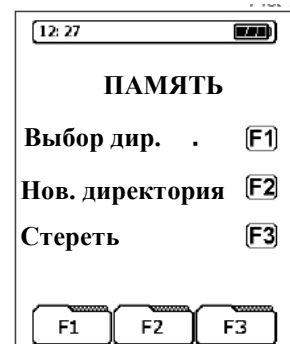 12: 27
ПАМЯТЬ
Выбор дир. . F1
Нов. директория F2
Стереть F3
F1 F2 F3